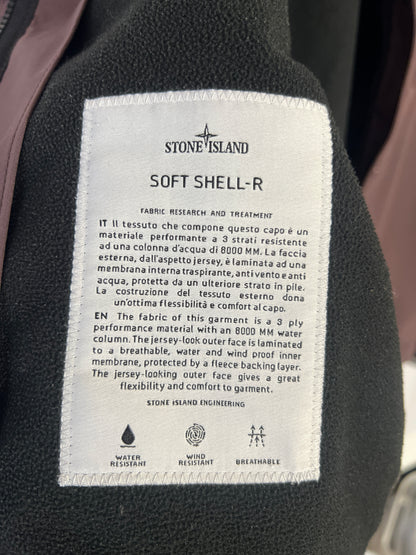 STONE ISLAND
SOFT SHELL-R
FABRIC RESEARCH AND TREATMENT
IT Il tessuto che compone questo capo è un
materiale performante a 3 strati resistente
ad una colonna d'acqua di 8000 MM. La faccia
esterna, dall'aspetto jersey, è laminata ad una
membrana interna traspirante, antivento e anti
acqua, protetta da un ulteriore strato in pile.
La costruzione del tessuto esterno dona
un'ottima flessibilità e comfort al capo.
EN The fabric of this garment is a 3 ply
performance material with an 8000 MM water
column. The jersey-look outer face is laminated
to a breathable, water and wind proof inner
membrane, protected by a fleece backing layer.
The jersey-looking outer face gives a great
flexibility and comfort to garment.
STONE ISLAND ENGINEERING
WATER
RESISTANT
WIND
RESISTANT
BREATHABLE